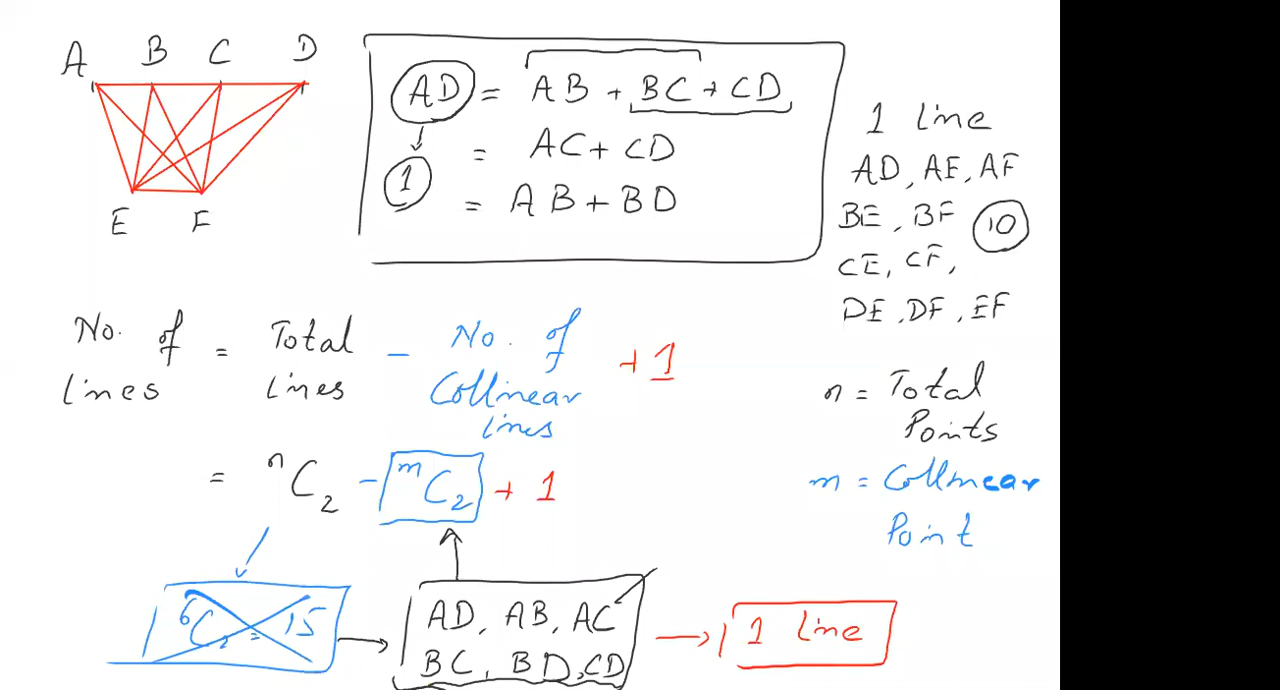 A B C D
E F
AD = AB + BC + CD
= AC + CD
1 = AB + BD
1 line
AD, AE, AF
BE, BF 10
CE, CF,
DE, DF, EF
No. of lines = Total lines - No. of Collinear lines + 1
= nC2 - mC2 + 1
n = Total Points
m = Collinear Point
6C2 = 15
AD, AB, AC
BC, BD, CD
1 line